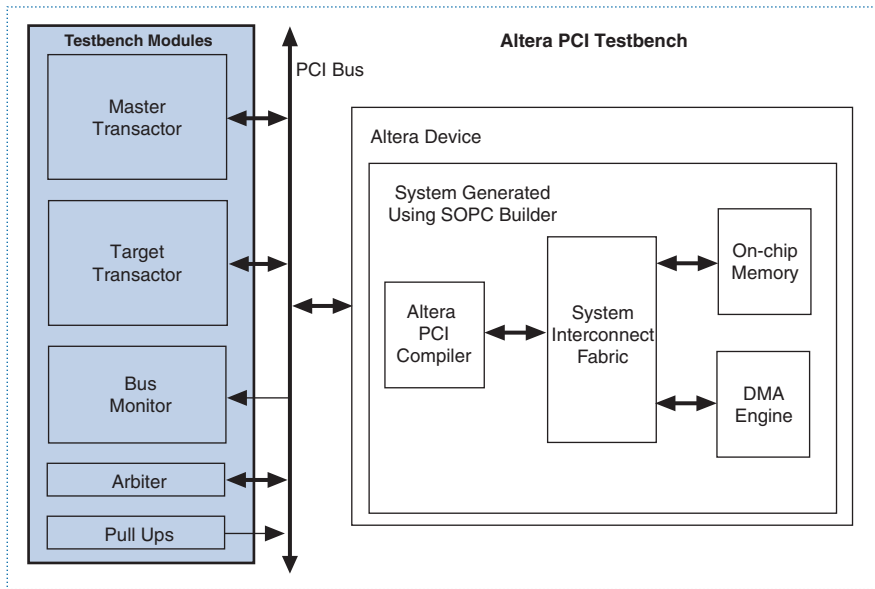 Testbench Modules
Master
Transactor
Target
Transactor
Bus
Monitor
Arbiter
Pull Ups
PCI Bus
Altera PCI Testbench
Altera Device
System Generated
Using SOPC Builder
Altera
PCI
Compiler
System
Interconnect
Fabric
On-chip
Memory
DMA
Engine